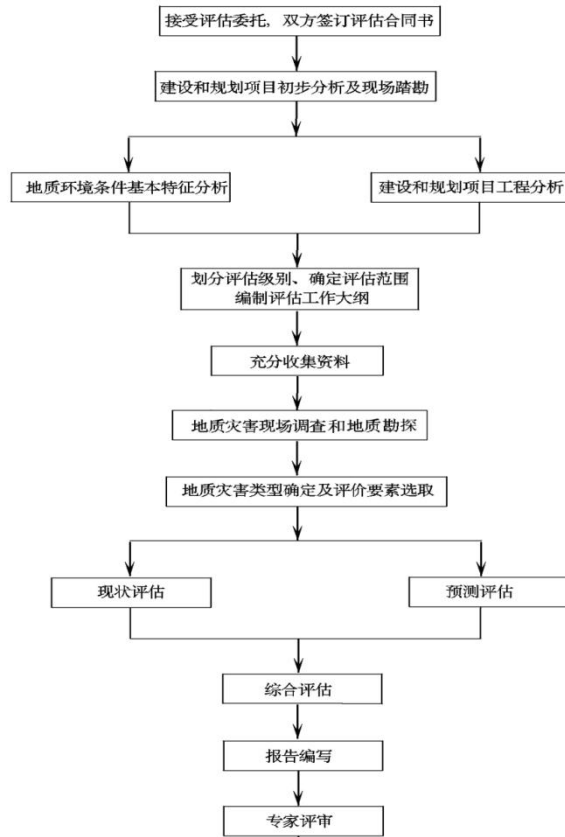 接受评估委托，双方签订评估合同书
建设和规划项目初步分析及现场踏勘
地质环境条件基本特征分析
建设和规划项目工程分析
划分评估级别、确定评估范围
编制评估工作大纲
充分收集资料
地质灾害现场调查和地质勘探
地质灾害类型确定及评价要素选取
现状评估
预测评估
综合评估
报告编写
专家评审